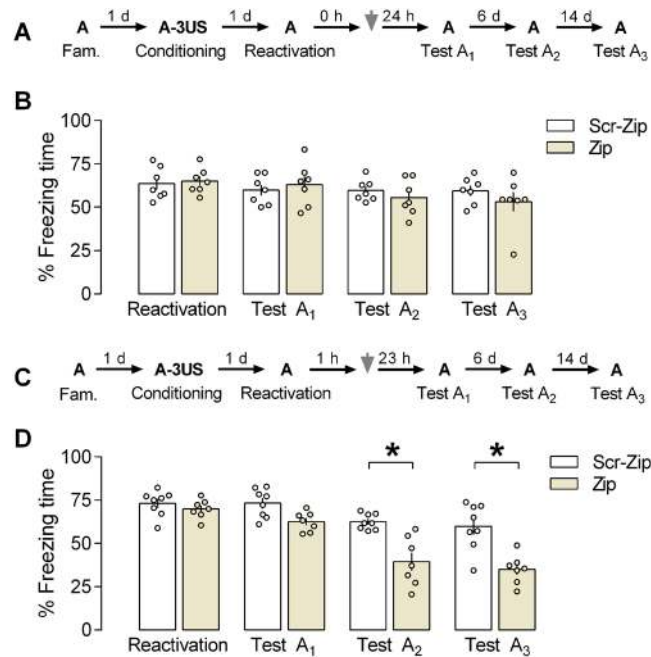 A
A 1 d A-3US 1 d A 0 h 24 h A 6 d A 14 d A
Fam. Conditioning Reactivation Test A₁ Test A₂ Test A₃
B
% Freezing time
100
75
50
25
0
Scr-Zip
Zip
Reactivation Test A₁ Test A₂ Test A₃
C
A 1 d A-3US 1 d A 1 h 23 h A 6 d A 14 d A
Fam. Conditioning Reactivation Test A₁ Test A₂ Test A₃
D
% Freezing time
100
75
50
25
0
* *
Scr-Zip
Zip
Reactivation Test A₁ Test A₂ Test A₃